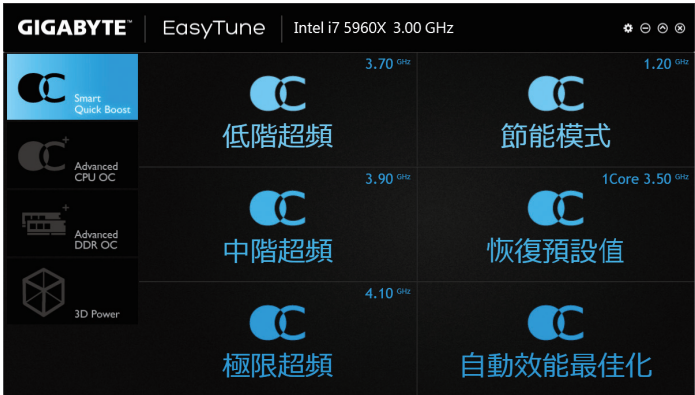 GIGABYTE™ EasyTune Intel i7 5960X 3.00 GHz
Smart
Quick Boost
Advanced
CPU OC
Advanced
DDR OC
3D Power
3.70 GHz
低階超頻
1.20 GHz
節能模式
3.90 GHz
中階超頻
1Core 3.50 GHz
恢復預設值
4.10 GHz
極限超頻
自動效能最佳化